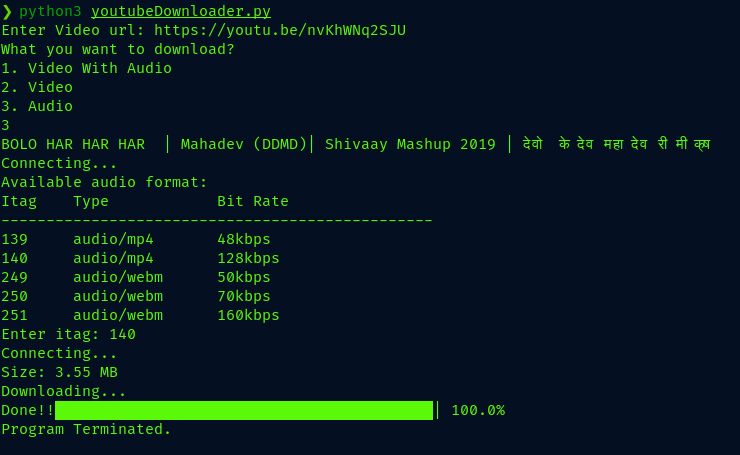 ❯ python3 youtubeDownloader.py
Enter Video url: https://youtu.be/nvKhWNq2SJU
What you want to download?
1. Video With Audio
2. Video
3. Audio
3
BOLO HAR HAR HAR | Mahadev (DDMD)| Shivaay Mashup 2019 | देवो के देव महा देव री मी क्ष
Connecting...
Available audio format:
Itag Type Bit Rate
------------------------------------------------
139 audio/mp4 48kbps
140 audio/mp4 128kbps
249 audio/webm 50kbps
250 audio/webm 70kbps
251 audio/webm 160kbps
Enter itag: 140
Connecting...
Size: 3.55 MB
Downloading...
Done!!██████████████████████████████████████████| 100.0%
Program Terminated.